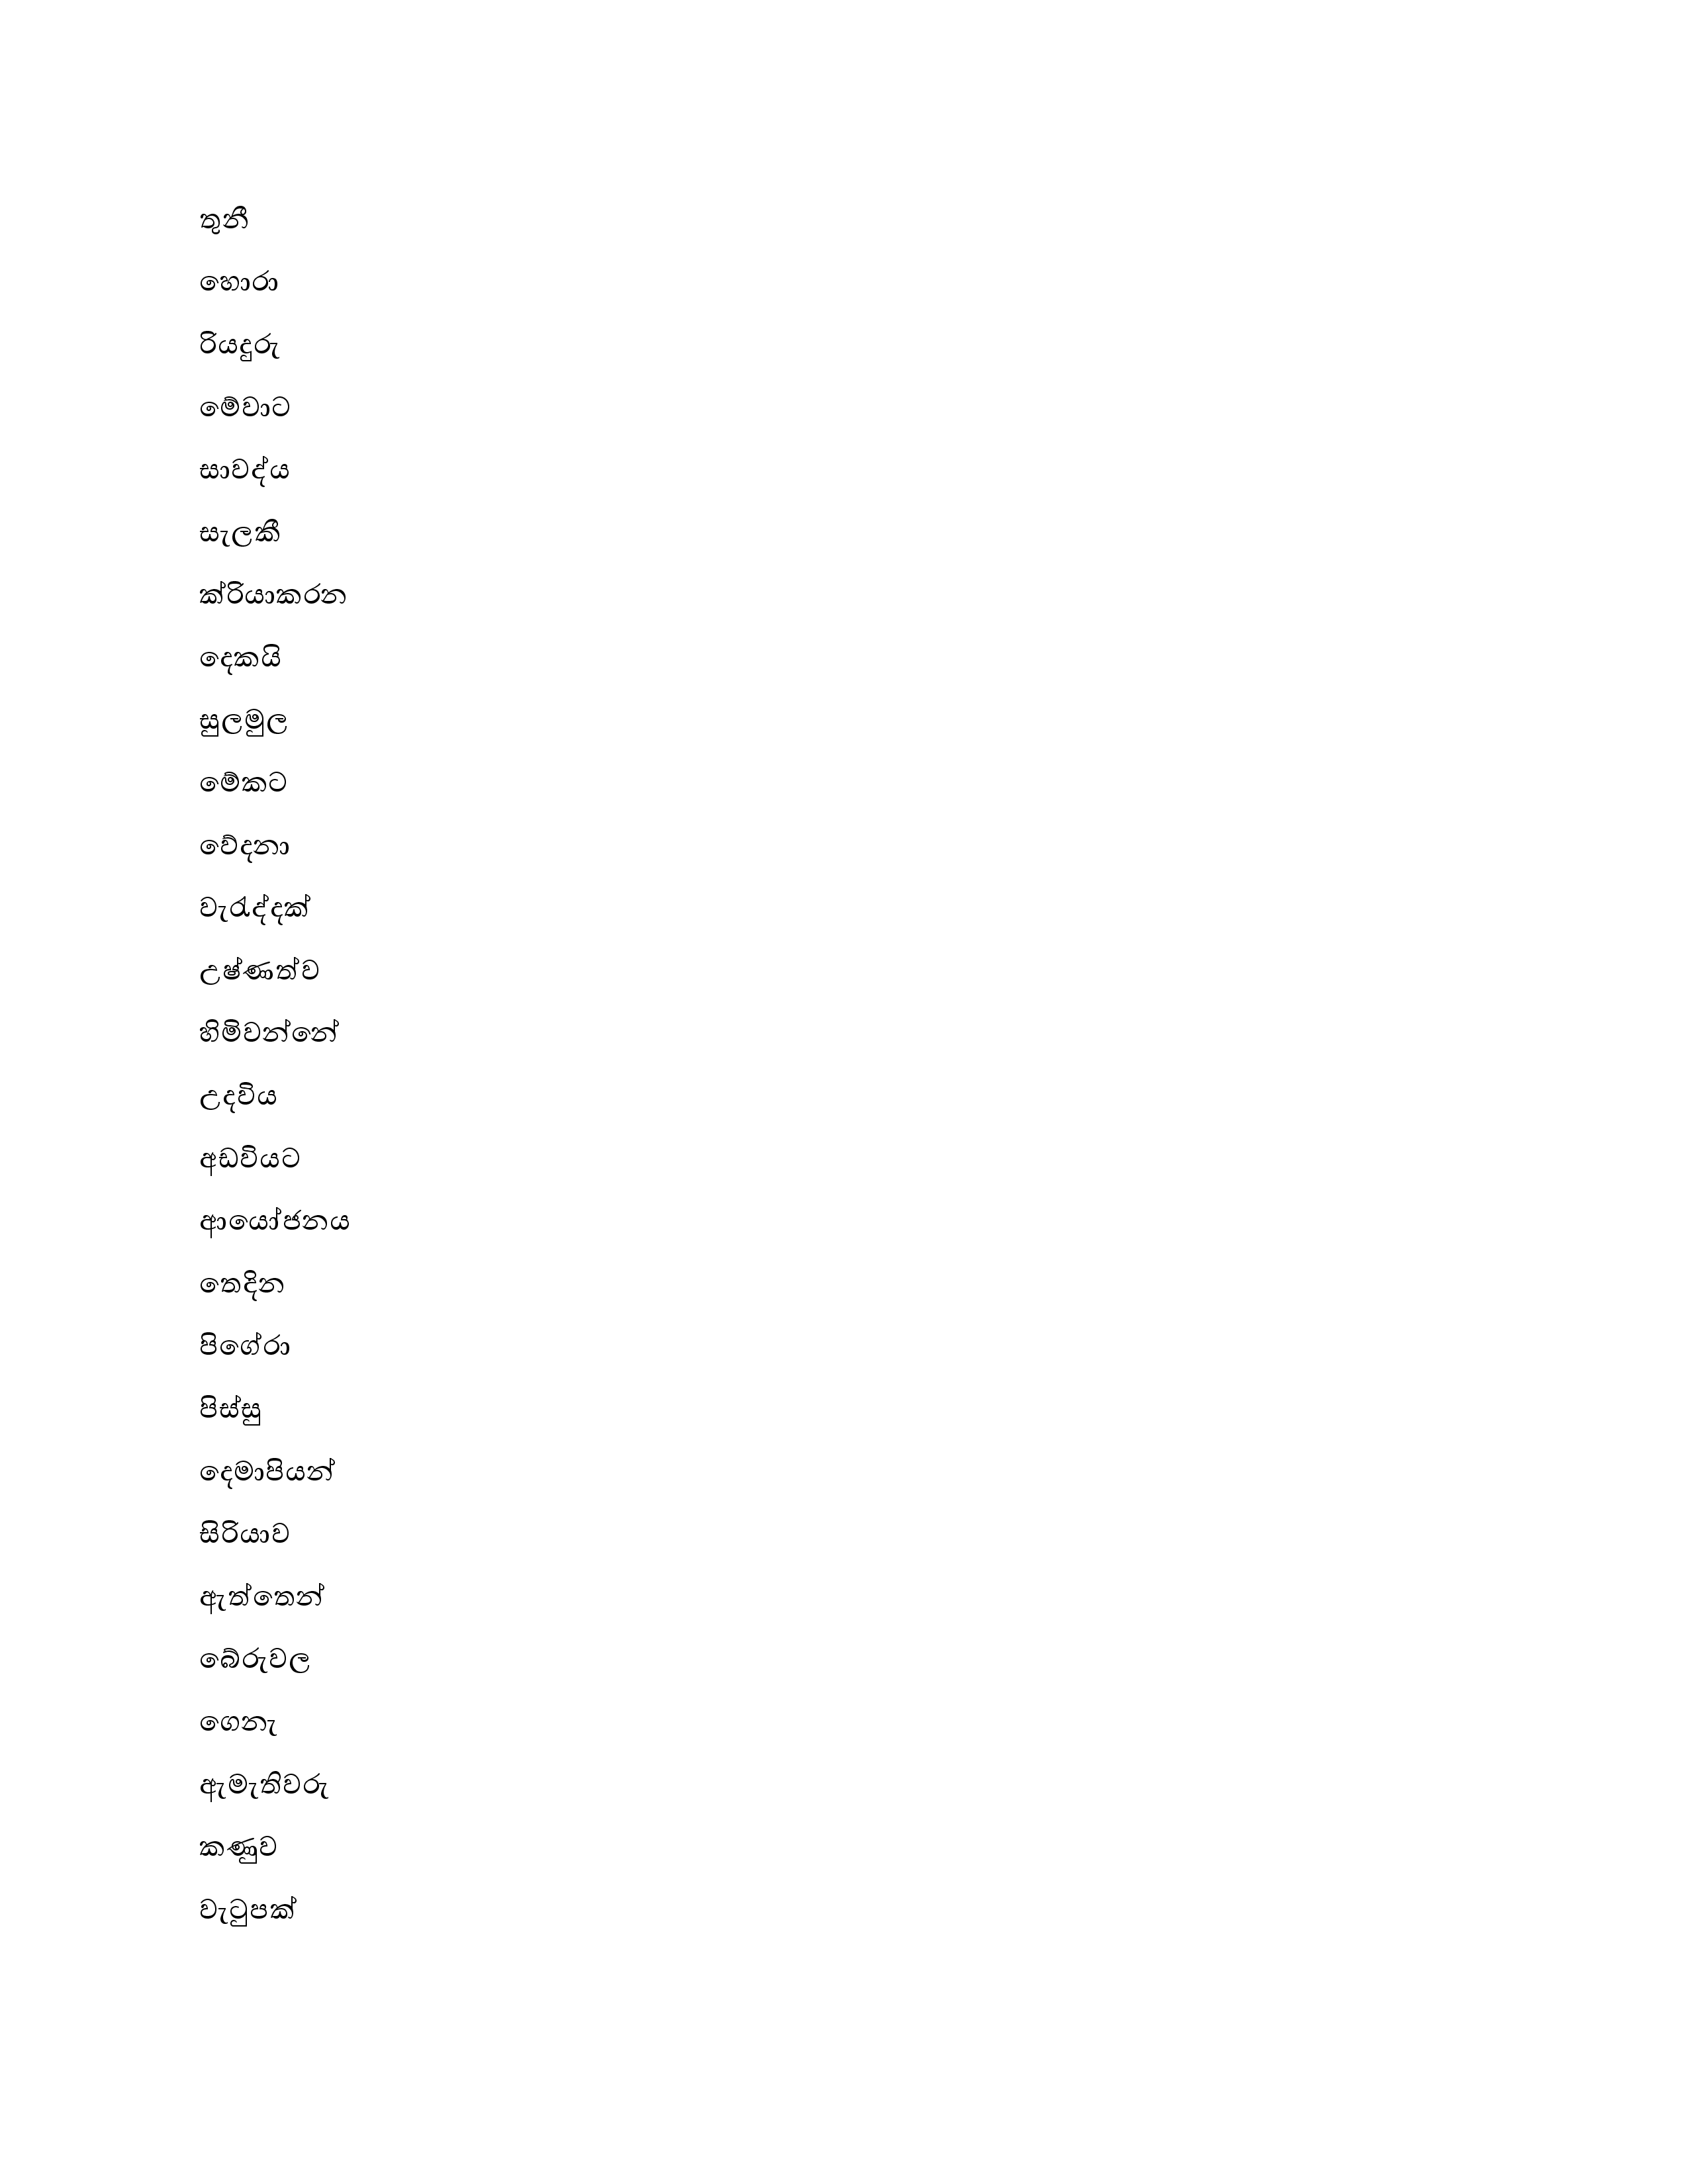 තුනී
හොරා
රියදුරු
මේවාට
සාවද්ය
සැලකී
ක්රියාකරන
දෙකයි
සුලමුල
මේකට
වේදනා
වැරැද්දක්
උෂ්ණත්ව
හිමිවන්නේ
උදවිය
අඩවියට
ආයෝජනය
තෙදින
පිගේරා
පිස්සු
දෙමාපියන්
සිරියාව
ඇත්තෙන්
බේරුවල
ගෙනැ
ඇමැතිවරු
කණුව
වැටුපක්